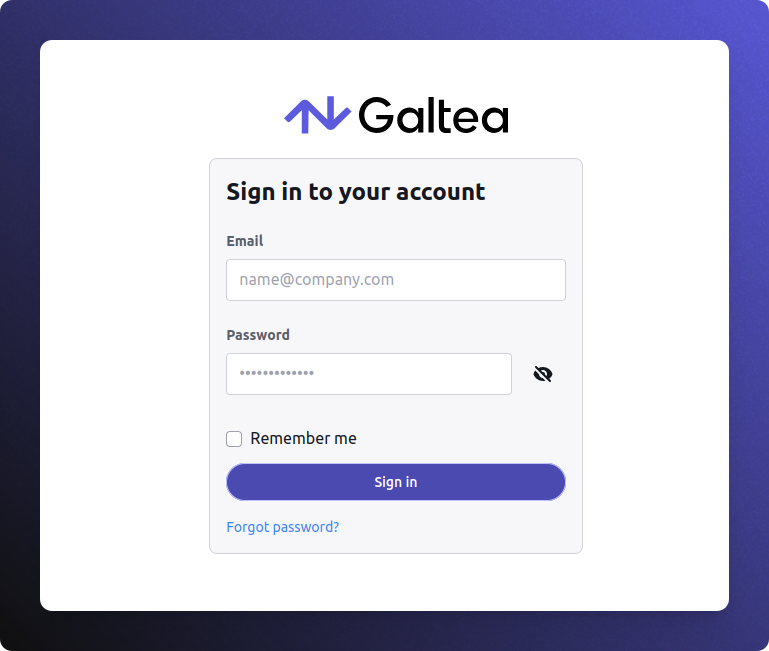 Galtea
Sign in to your account
Email
name@company.com
Password
•••••••••••••
Remember me
Sign in
Forgot password?